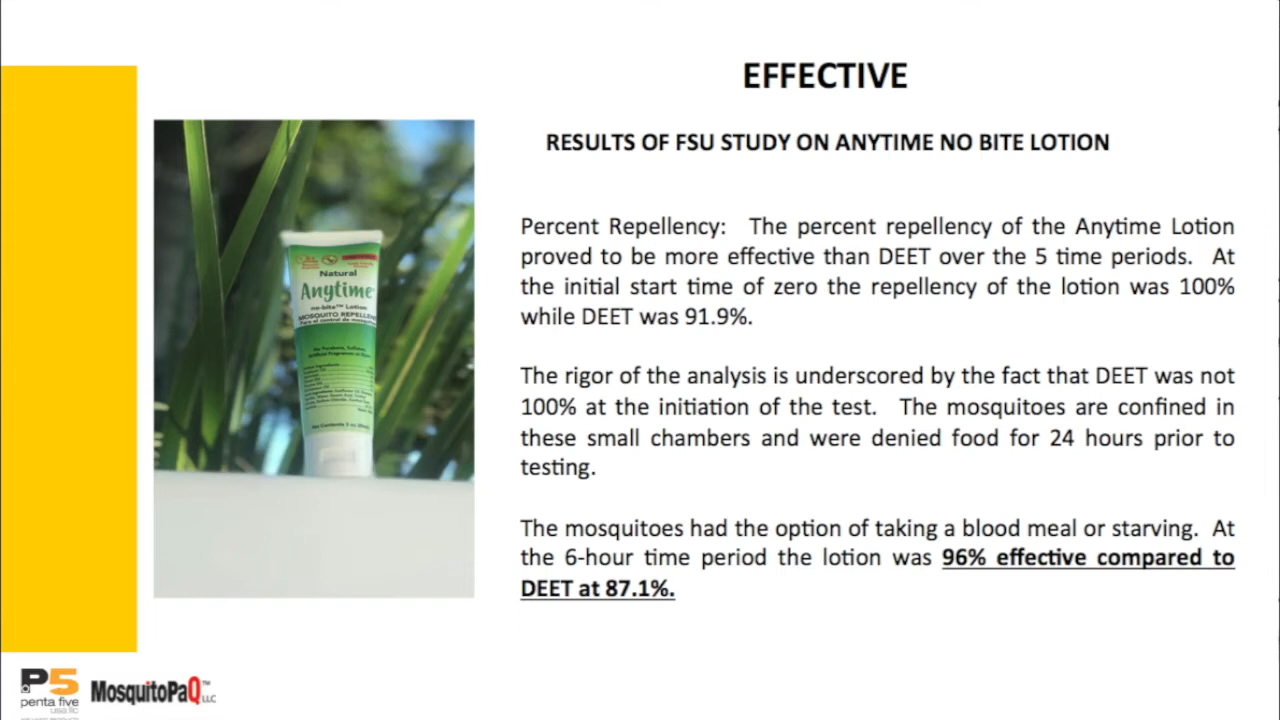 EFFECTIVE
RESULTS OF FSU STUDY ON ANYTIME NO BITE LOTION
Percent Repellency: The percent repellency of the Anytime Lotion
proved to be more effective than DEET over the 5 time periods. At
the initial start time of zero the repellency of the lotion was 100%
while DEET was 91.9%.
The rigor of the analysis is underscored by the fact that DEET was not
100% at the initiation of the test. The mosquitoes are confined in
these small chambers and were denied food for 24 hours prior to
testing.
The mosquitoes had the option of taking a blood meal or starving. At
the 6-hour time period the lotion was 96% effective compared to
DEET at 87.1%.
Natural
Anytime
no-bite™ Lotion
MOSQUITO REPELLENT
P5
penta five
usa llc
MosquitoPaQ™ LLC